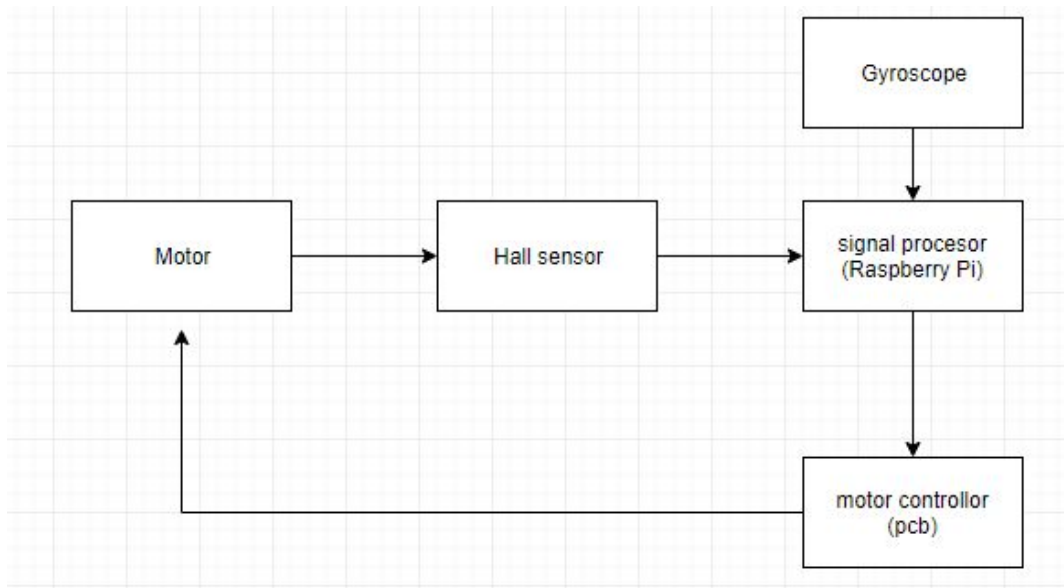 Gyroscope
Motor
Hall sensor
signal procesor
(Raspberry Pi)
motor controllor
(pcb)